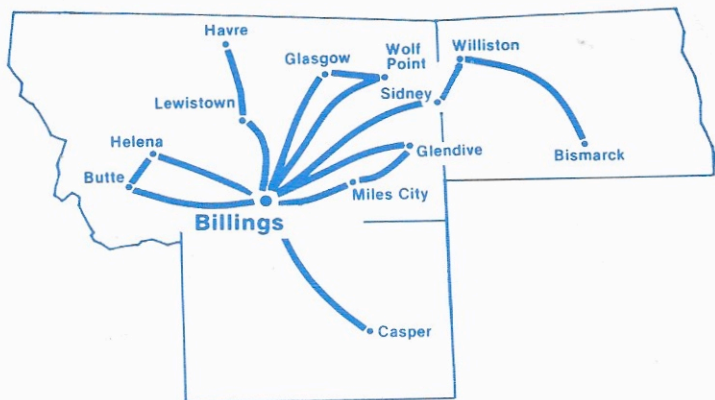 Havre
Williston
Glasgow
Wolf
Point
Sidney
Lewistown
Helena
Glendive
Bismarck
Butte
Miles City
Billings
Casper